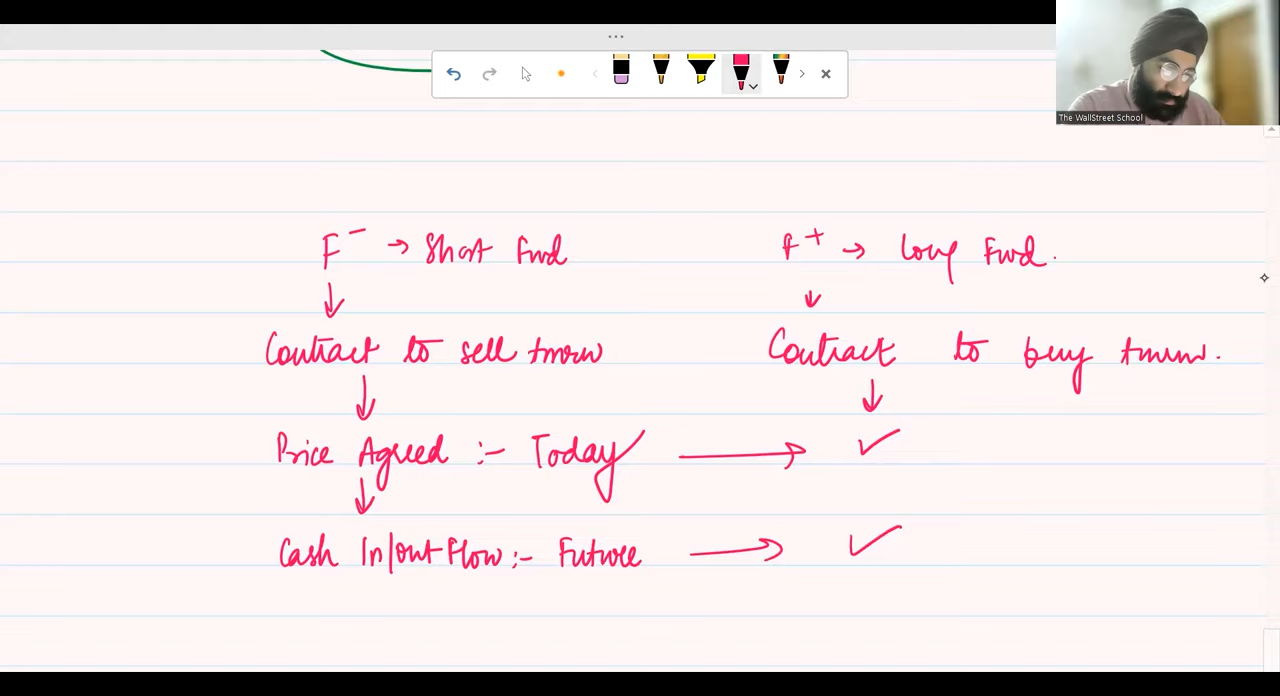 The WallStreet School
F⁻ → Short Fwd
F⁺ → Long Fwd.
Contract to sell tmrw
Contract to buy tmrw.
Price Agreed :- Today → ✓
Cash In/out Flow :- Future → ✓